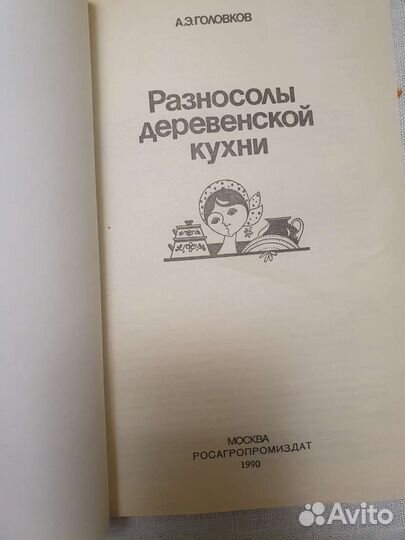 А.Э.ГОЛОВКОВ
Разносолы
деревенской
кухни
МОСКВА
РОСАГРОПРОМИЗДАТ
1990
Avito